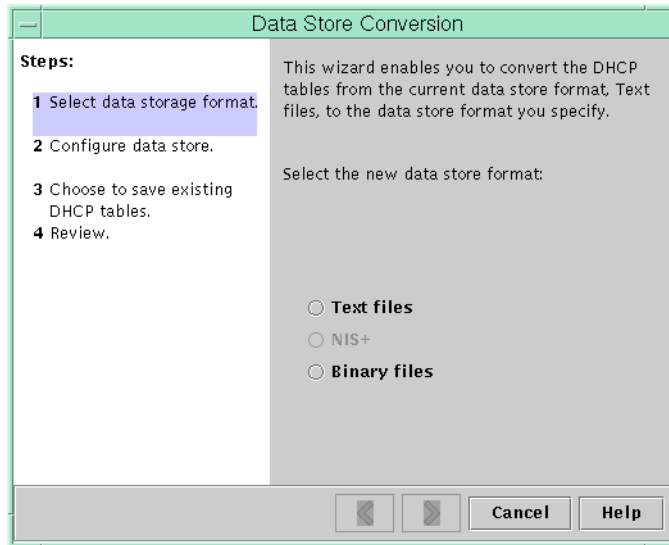 Data Store Conversion
Steps:
1 Select data storage format.
2 Configure data store.
3 Choose to save existing
DHCP tables.
4 Review.
This wizard enables you to convert the DHCP
tables from the current data store format, Text
files, to the data store format you specify.
Select the new data store format:
Text files
NIS+
Binary files
Cancel
Help